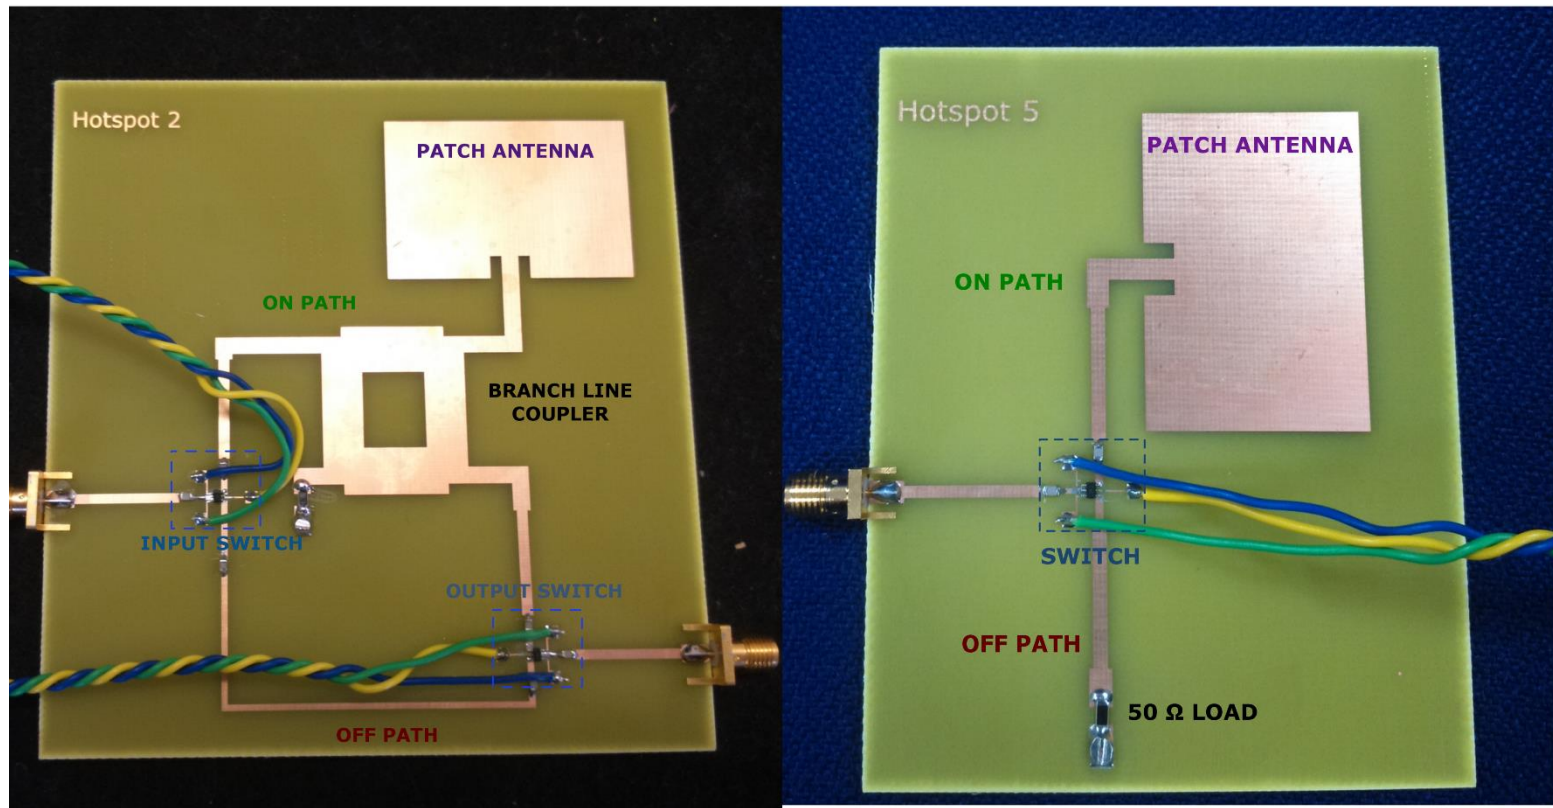 Hotspot 2
PATCH ANTENNA
ON PATH
BRANCH LINE
COUPLER
INPUT SWITCH
OUTPUT SWITCH
OFF PATH
Hotspot 5
PATCH ANTENNA
ON PATH
SWITCH
OFF PATH
50 Ω LOAD